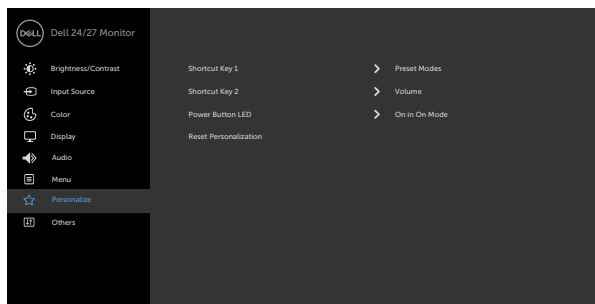 DELL Dell 24/27 Monitor
Brightness/Contrast
Input Source
Color
Display
Audio
Menu
Personalize
Others
Shortcut Key 1 Preset Modes
Shortcut Key 2 Volume
Power Button LED On in On Mode
Reset Personalization